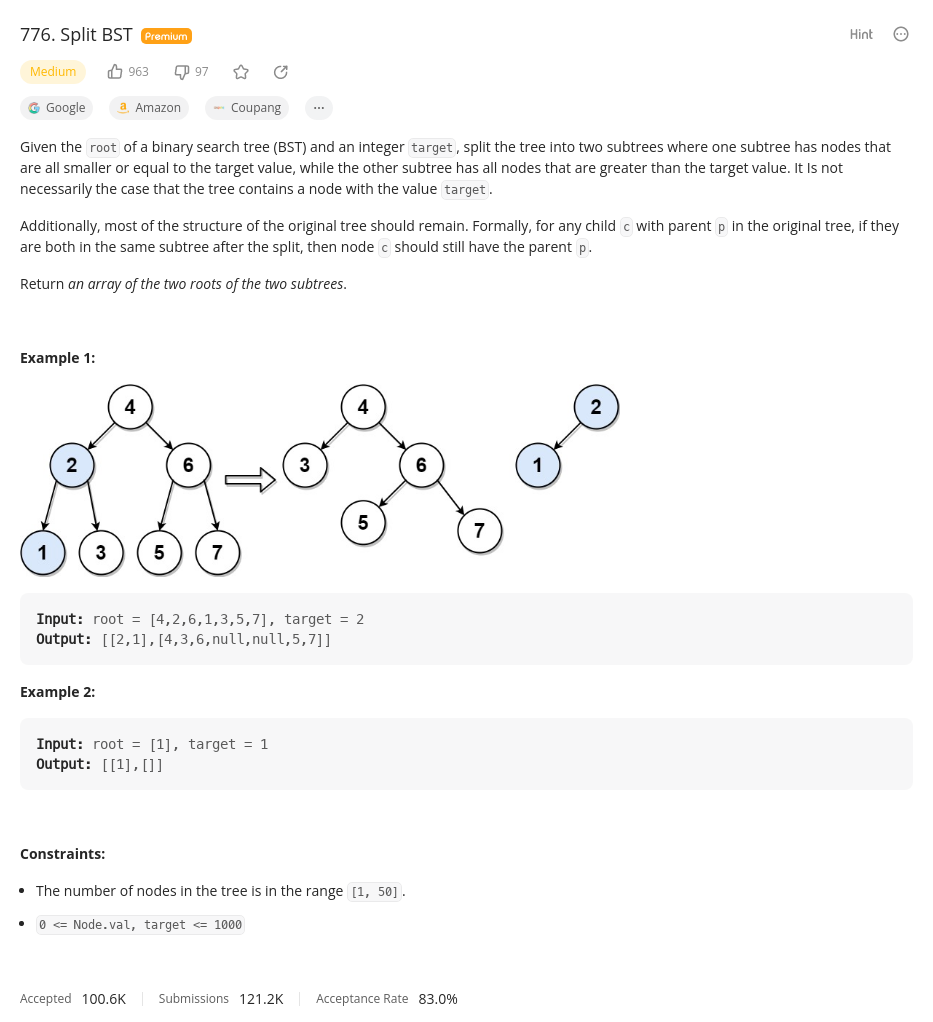 776. Split BST Premium Hint
Medium 963 97
Google Amazon Coupang ...
Given the root of a binary search tree (BST) and an integer target, split the tree into two subtrees where one subtree has nodes that
are all smaller or equal to the target value, while the other subtree has all nodes that are greater than the target value. It Is not
necessarily the case that the tree contains a node with the value target.
Additionally, most of the structure of the original tree should remain. Formally, for any child c with parent p in the original tree, if they
are both in the same subtree after the split, then node c should still have the parent p.
Return an array of the two roots of the two subtrees.
Example 1:
4 4 2
2 6 3 6 1
1 3 5 7 5 7
Input: root = [4,2,6,1,3,5,7], target = 2
Output: [[2,1],[4,3,6,null,null,5,7]]
Example 2:
Input: root = [1], target = 1
Output: [[1],[]]
Constraints:
• The number of nodes in the tree is in the range [1, 50].
• 0 <= Node.val, target <= 1000
Accepted 100.6K Submissions 121.2K Acceptance Rate 83.0%